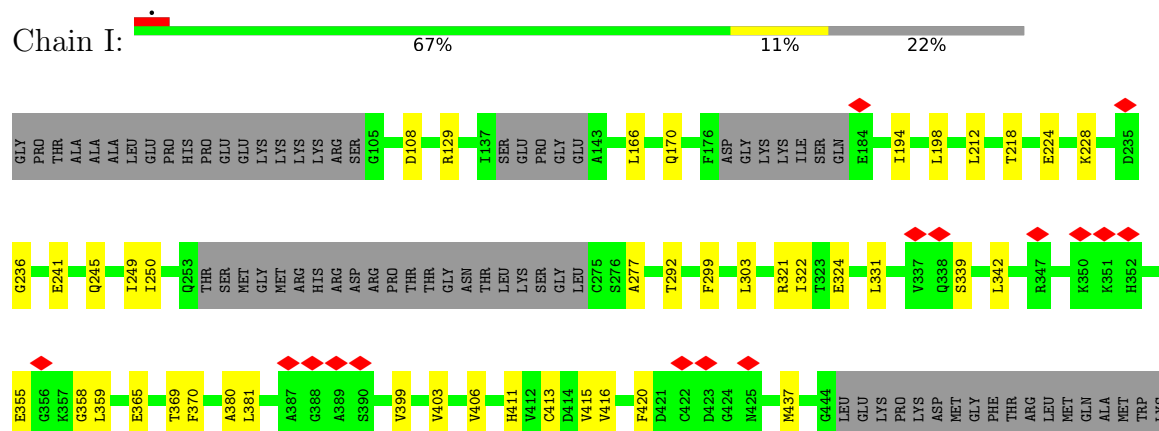 Chain I:
67% 11% 22%
GLY PRO THR ALA ALA ALA LEU GLU PRO HIS PRO GLU GLU LYS LYS LYS LYS ARG SER G105 D108 R129 I137 SER GLU PRO GLY GLU A143 L166 Q170 F176 ASP GLY LYS LYS ILE SER GLN E184 I194 L198 L212 T218 E224 K228 D235
G236 E241 Q245 I249 I250 Q253 THR SER MET GLY MET ARG HIS ARG ASP ARG PRO THR THR GLY ASN THR LEU LYS SER GLY LEU C275 S276 A277 T292 F299 L303 R321 I322 T323 E324 L331 V337 Q338 S339 L342 R347 K350 K351 H352
E355 G356 K357 G358 L359 E365 T369 F370 A380 L381 A387 G388 A389 S390 V399 V403 V406 H411 V412 C413 D414 V415 V416 F420 D421 C422 D423 G424 N425 M437 G444 LEU GLU LYS PRO LYS ASP MET GLY PHE THR ARG LEU MET GLN ALA MET TRP